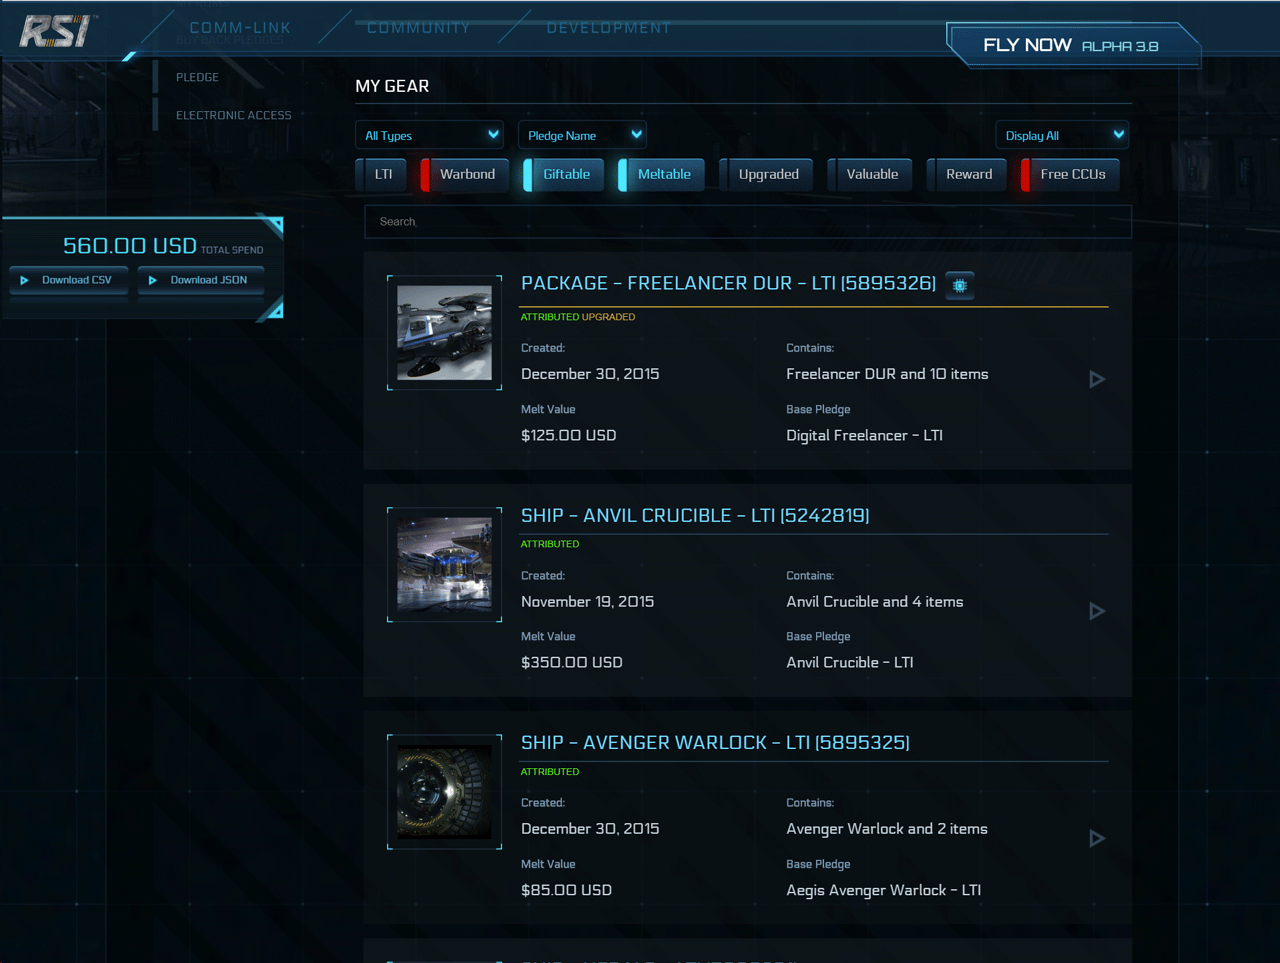 RSI
COMM-LINK
COMMUNITY
DEVELOPMENT
FLY NOW ALPHA 3.8
BUY BACK PLEDGES
PLEDGE
ELECTRONIC ACCESS
MY GEAR
All Types
Pledge Name
Display All
LTI
Warbond
Giftable
Meltable
Upgraded
Valuable
Reward
Free CCUs
Search
560.00 USD TOTAL SPEND
Download CSV
Download JSON
PACKAGE - FREELANCER DUR - LTI (5895326)
ATTRIBUTED UPGRADED
Created:
Contains:
December 30, 2015
Freelancer DUR and 10 items
Melt Value
Base Pledge
$125.00 USD
Digital Freelancer - LTI
SHIP - ANVIL CRUCIBLE - LTI (5242819)
ATTRIBUTED
Created:
Contains:
November 19, 2015
Anvil Crucible and 4 items
Melt Value
Base Pledge
$350.00 USD
Anvil Crucible - LTI
SHIP - AVENGER WARLOCK - LTI (5895325)
ATTRIBUTED
Created:
Contains:
December 30, 2015
Avenger Warlock and 2 items
Melt Value
Base Pledge
$85.00 USD
Aegis Avenger Warlock - LTI